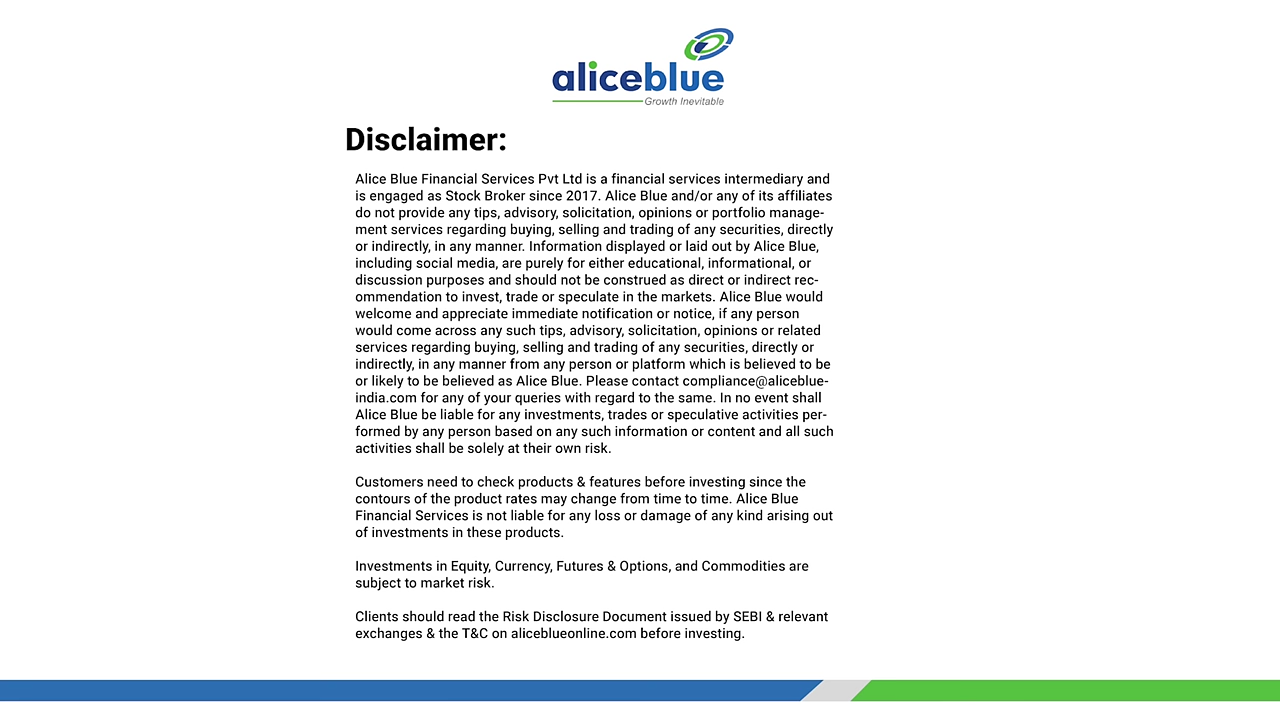 aliceblue
Growth Inevitable
Disclaimer:
Alice Blue Financial Services Pvt Ltd is a financial services intermediary and
is engaged as Stock Broker since 2017. Alice Blue and/or any of its affiliates
do not provide any tips, advisory, solicitation, opinions or portfolio manage-
ment services regarding buying, selling and trading of any securities, directly
or indirectly, in any manner. Information displayed or laid out by Alice Blue,
including social media, are purely for either educational, informational, or
discussion purposes and should not be construed as direct or indirect rec-
ommendation to invest, trade or speculate in the markets. Alice Blue would
welcome and appreciate immediate notification or notice, if any person
would come across any such tips, advisory, solicitation, opinions or related
services regarding buying, selling and trading of any securities, directly or
indirectly, in any manner from any person or platform which is believed to be
or likely to be believed as Alice Blue. Please contact compliance@aliceblue-
india.com for any of your queries with regard to the same. In no event shall
Alice Blue be liable for any investments, trades or speculative activities per-
formed by any person based on any such information or content and all such
activities shall be solely at their own risk.
Customers need to check products & features before investing since the
contours of the product rates may change from time to time. Alice Blue
Financial Services is not liable for any loss or damage of any kind arising out
of investments in these products.
Investments in Equity, Currency, Futures & Options, and Commodities are
subject to market risk.
Clients should read the Risk Disclosure Document issued by SEBI & relevant
exchanges & the T&C on aliceblueonline.com before investing.